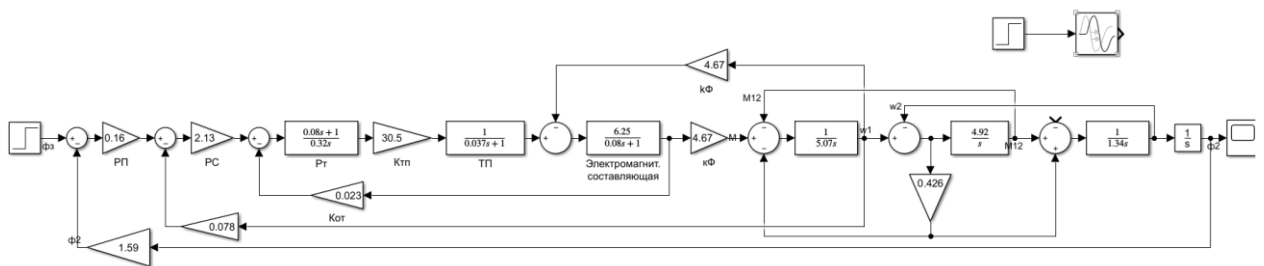 4.67
kФ
M12
w1
w2
фз
0.16
РП
2.13
РС
0.08s + 1
0.32s
Рт
30.5
Ктп
1
0.037s + 1
ТП
6.25
0.08s + 1
Электромагнит.
составляющая
4.67
кФ
M
1
5.07s
4.92
s
M12
1
1.34s
1
s
ф2
0.426
0.023
Кот
0.078
ф2
1.59